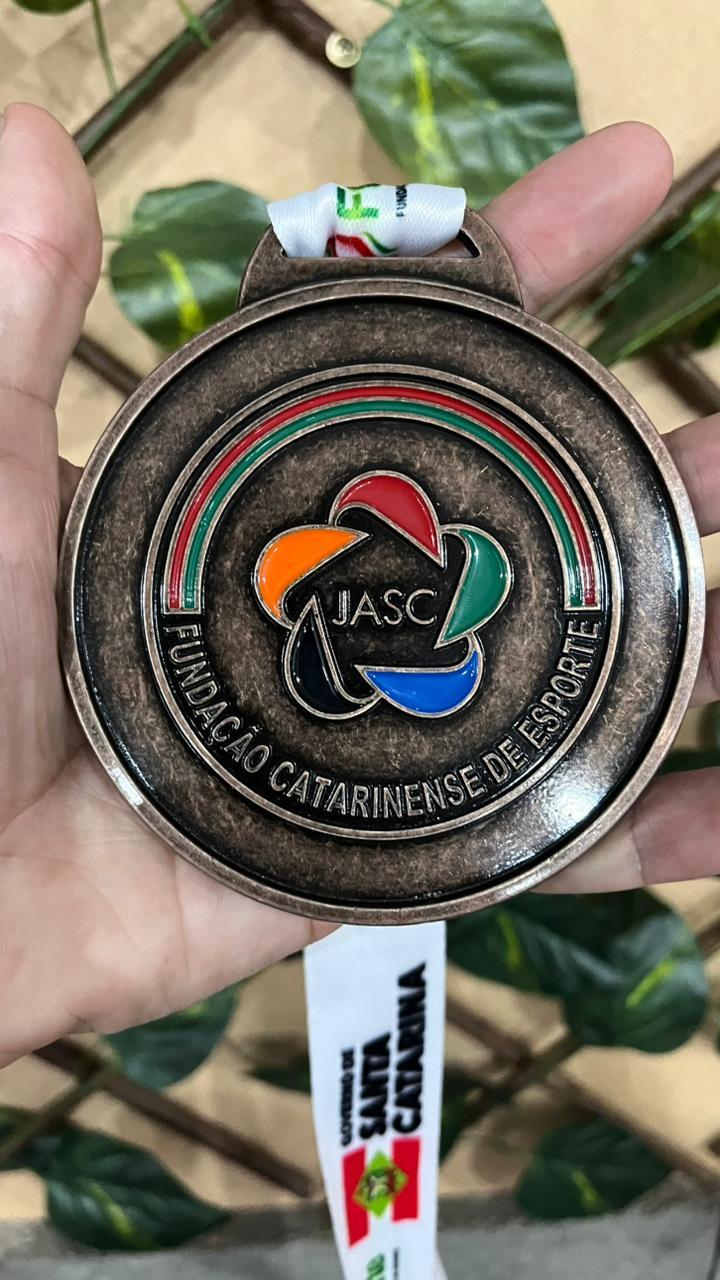 JASC
FUNDAÇÃO CATARINENSE DE ESPORTE
GOVERNO DE
SANTA
CATARINA